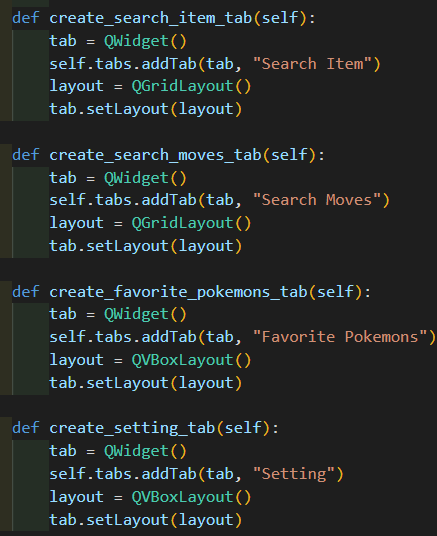 def create_search_item_tab(self):
    tab = QWidget()
    self.tabs.addTab(tab, "Search Item")
    layout = QGridLayout()
    tab.setLayout(layout)

def create_search_moves_tab(self):
    tab = QWidget()
    self.tabs.addTab(tab, "Search Moves")
    layout = QGridLayout()
    tab.setLayout(layout)

def create_favorite_pokemons_tab(self):
    tab = QWidget()
    self.tabs.addTab(tab, "Favorite Pokemons")
    layout = QVBoxLayout()
    tab.setLayout(layout)

def create_setting_tab(self):
    tab = QWidget()
    self.tabs.addTab(tab, "Setting")
    layout = QVBoxLayout()
    tab.setLayout(layout)